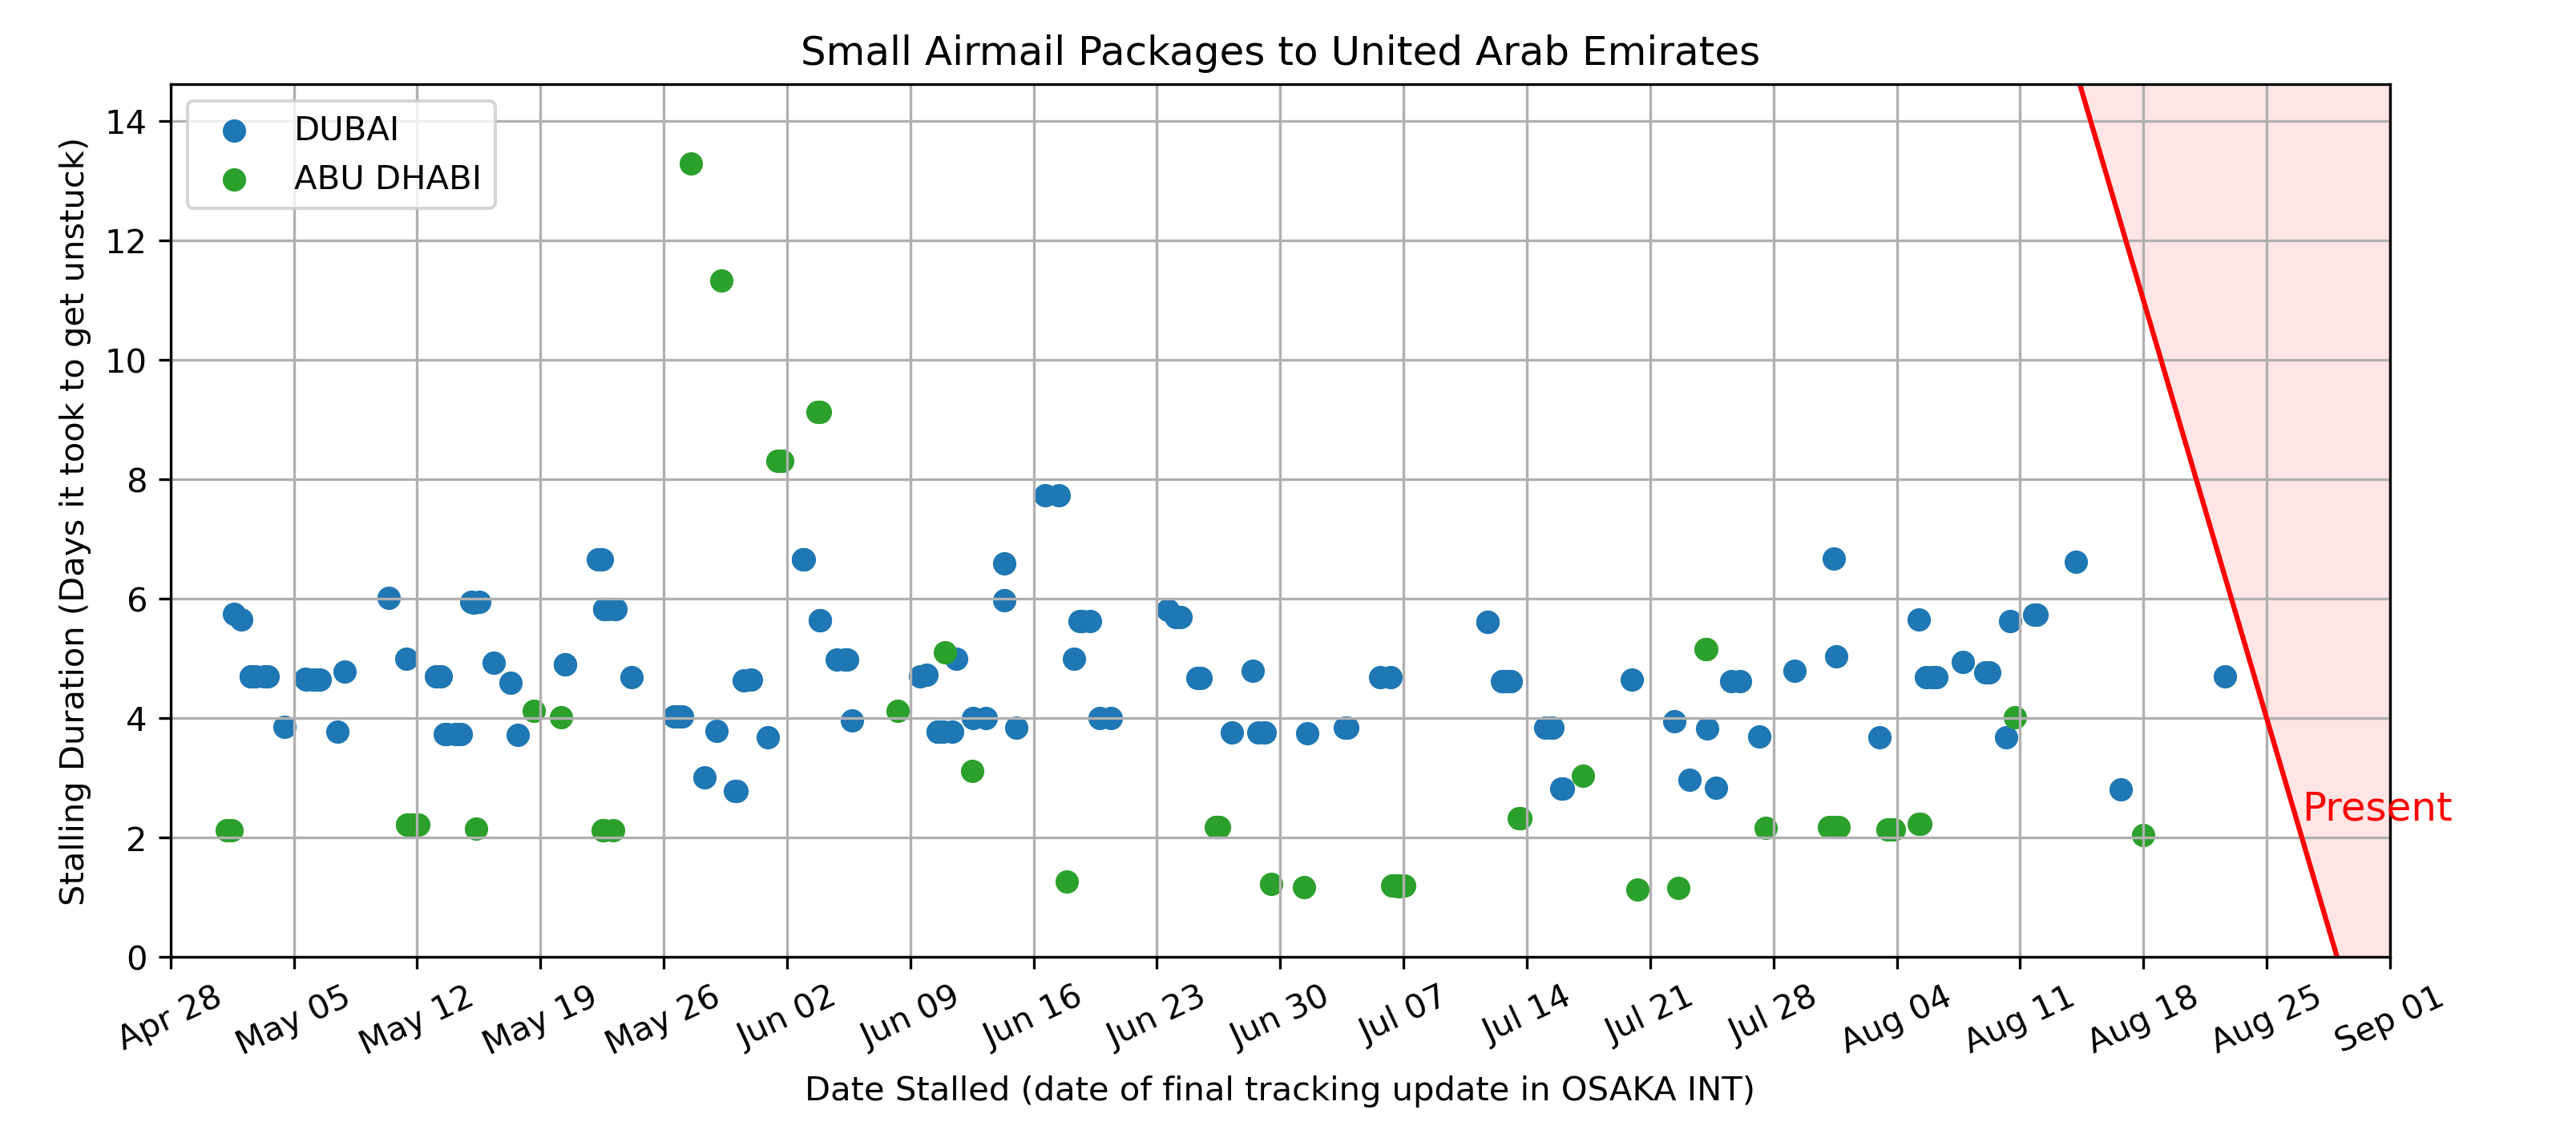 Small Airmail Packages to United Arab Emirates
DUBAI
ABU DHABI
Stalling Duration (Days it took to get unstuck)
14
12
10
8
6
4
2
0
Present
Apr 28
May 05
May 12
May 19
May 26
Jun 02
Jun 09
Jun 16
Jun 23
Jun 30
Jul 07
Jul 14
Jul 21
Jul 28
Aug 04
Aug 11
Aug 18
Aug 25
Sep 01
Date Stalled (date of final tracking update in OSAKA INT)